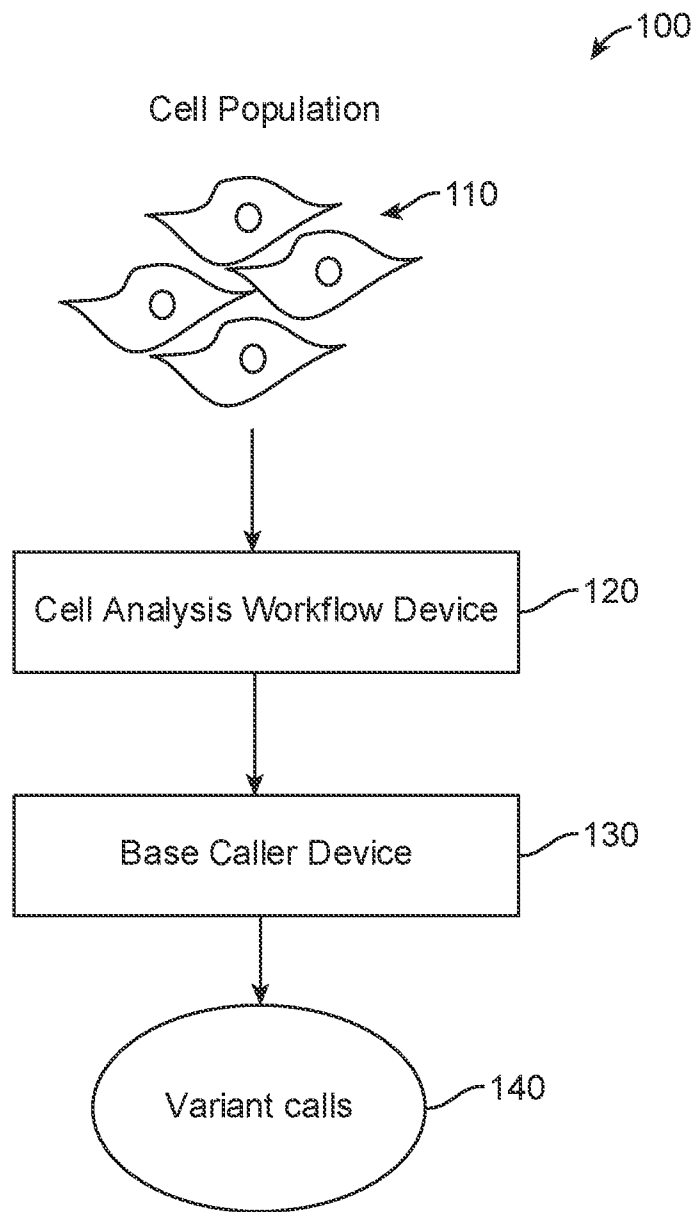 100
Cell Population
110
Cell Analysis Workflow Device
120
Base Caller Device
130
Variant calls
140